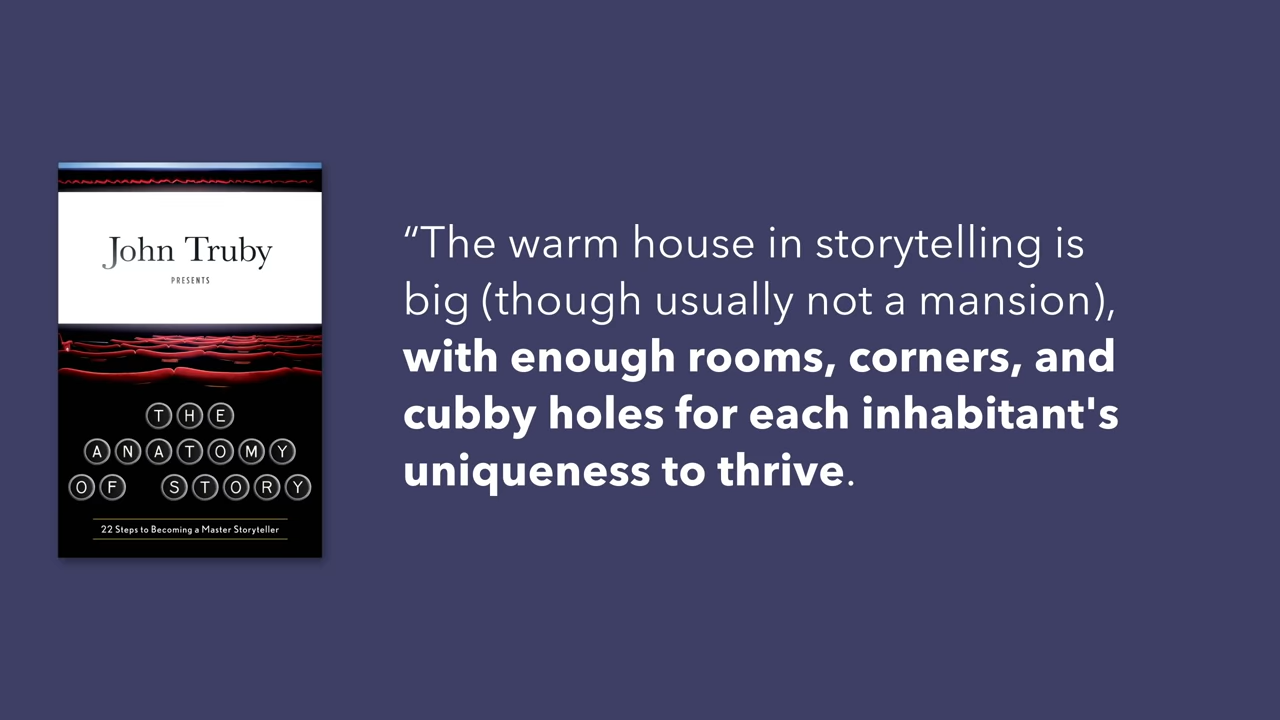 John Truby
PRESENTS
THE
ANATOMY
OF STORY
22 Steps to Becoming a Master Storyteller
“The warm house in storytelling is
big (though usually not a mansion),
with enough rooms, corners, and
cubby holes for each inhabitant's
uniqueness to thrive.